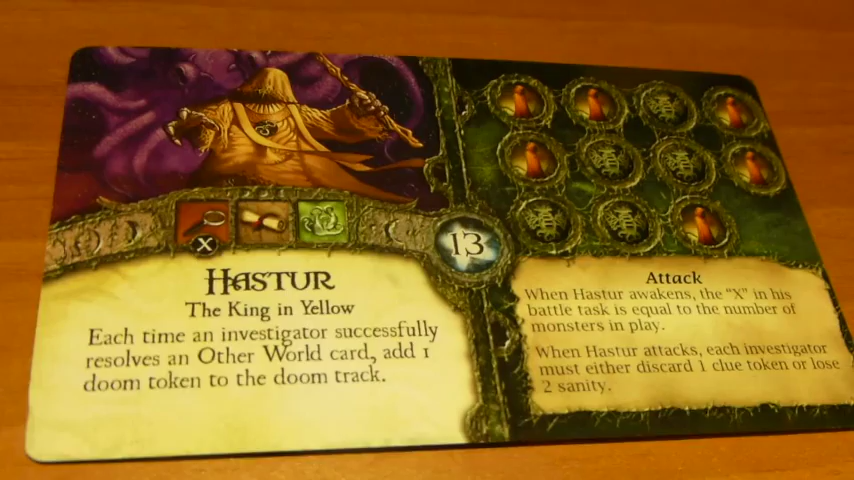 X
13
HASTUR
The King in Yellow
Each time an investigator successfully
resolves an Other World card, add 1
doom token to the doom track.
Attack
When Hastur awakens, the "X" in his
battle task is equal to the number of
monsters in play.
When Hastur attacks, each investigator
must either discard 1 clue token or lose
2 sanity.